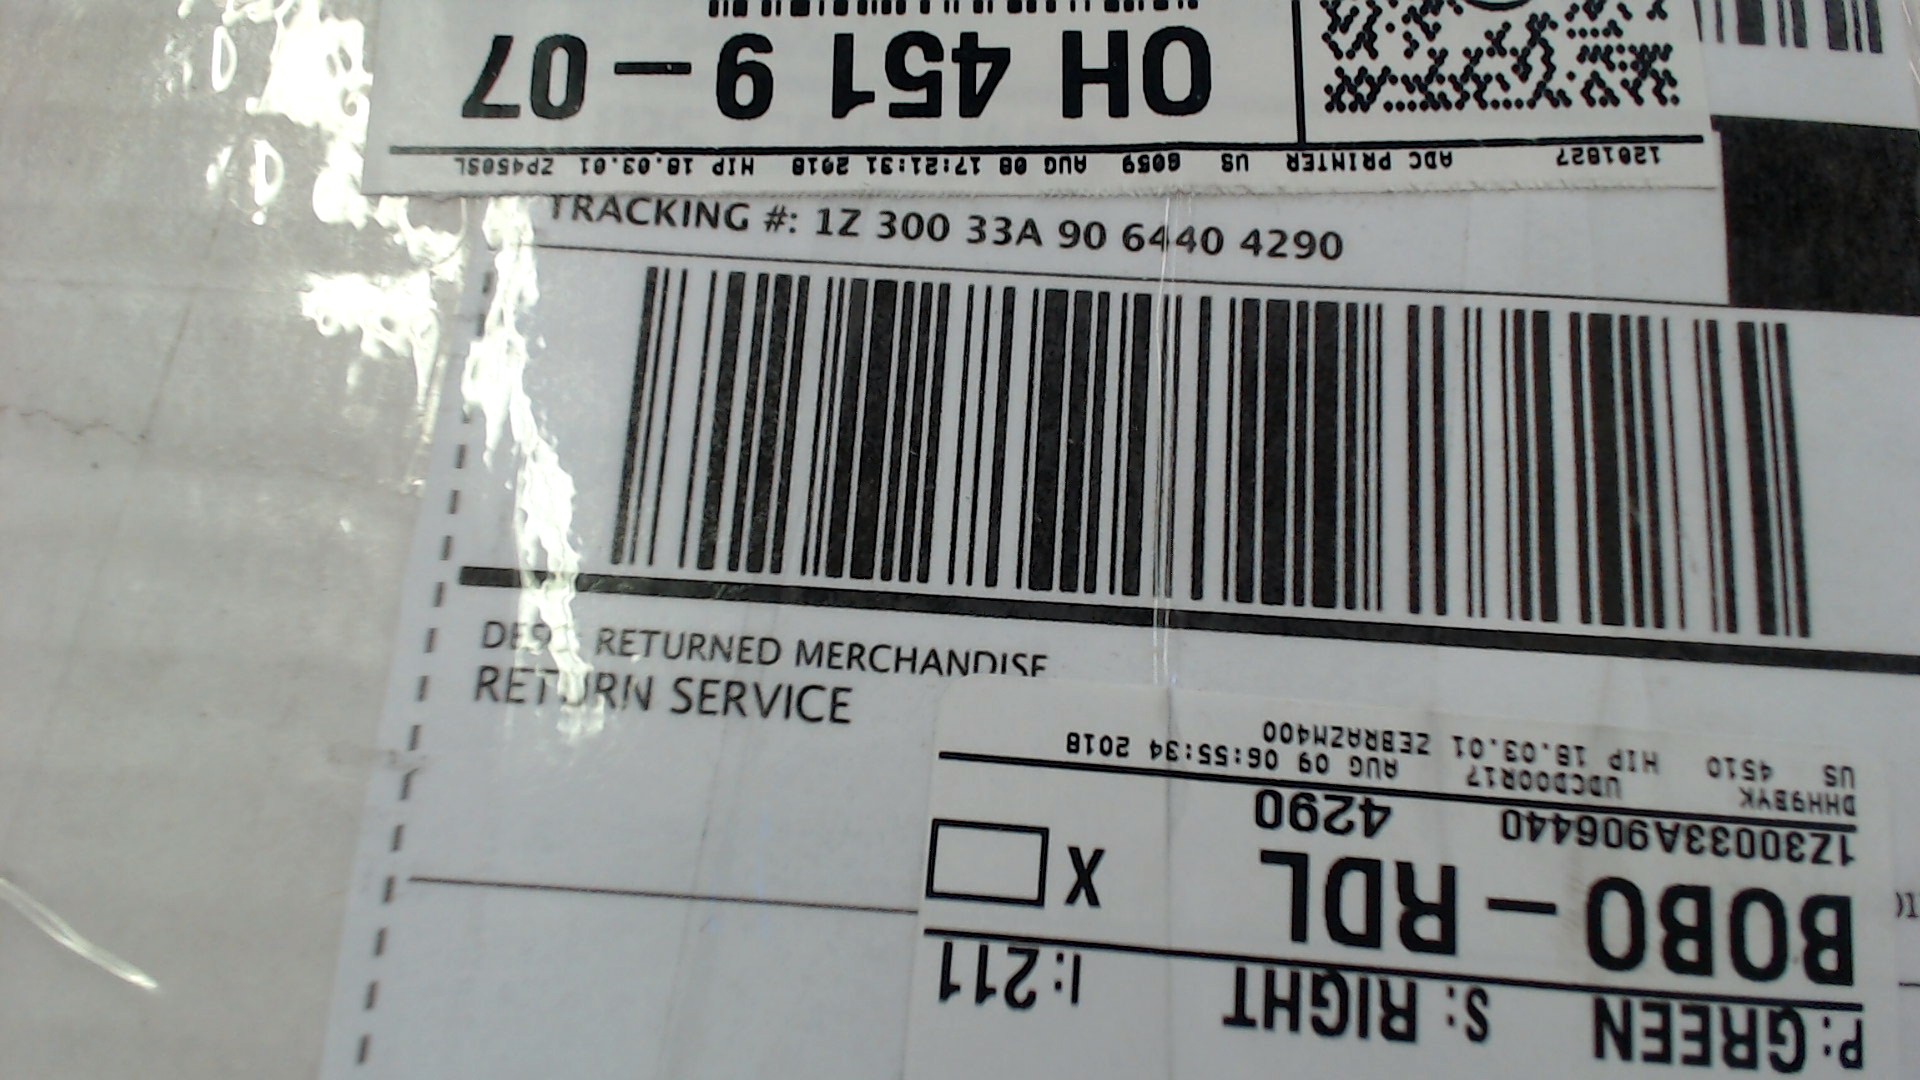 OH 451 9 – 07
1201827 ADC PRINTER US 6059 AUG 08 17:21:31 2018 HIP 18.03.01 ZP450SL
TRACKING #: 1Z 300 33A 90 6440 4290
RETURNED MERCHANDISE
RETURN SERVICE
P:GREEN S:RIGHT I:211
BOBO – RDL X
1Z30033A906440 4290
DHH9BYK UDCD00R17 AUG 09 06:55:34 2018
US 4510 HIP 18.03.01 ZEBRAZM400